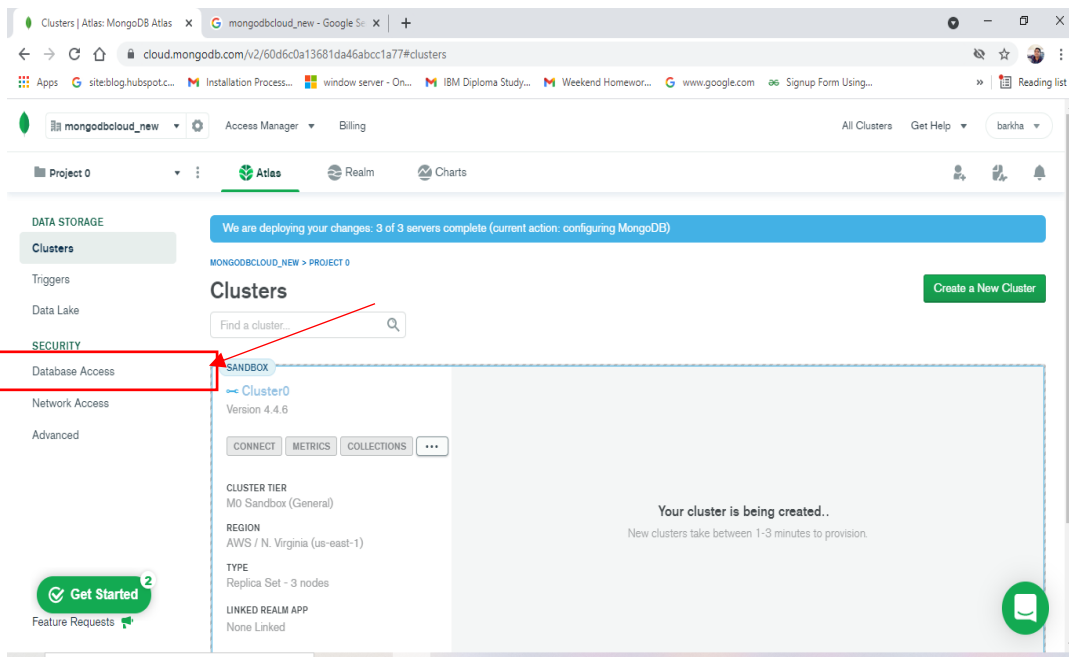 Clusters | Atlas: MongoDB Atlas
mongodbcloud_new - Google Se
cloud.mongodb.com/v2/60d6c0a13681da46abcc1a77#clusters
Apps site:blog.hubspot.c... Installation Process... window server - On... IBM Diploma Study... Weekend Homewor... www.google.com Signup Form Using... » Reading list
mongodbcloud_new Access Manager Billing All Clusters Get Help barkha
Project 0 Atlas Realm Charts
DATA STORAGE
Clusters
Triggers
Data Lake
SECURITY
Database Access
Network Access
Advanced
2
Get Started
Feature Requests
We are deploying your changes: 3 of 3 servers complete (current action: configuring MongoDB)
MONGODBCLOUD_NEW > PROJECT 0
Clusters
Create a New Cluster
Find a cluster...
SANDBOX
Cluster0
Version 4.4.6
CONNECT METRICS COLLECTIONS ...
CLUSTER TIER
M0 Sandbox (General)
REGION
AWS / N. Virginia (us-east-1)
TYPE
Replica Set - 3 nodes
LINKED REALM APP
None Linked
Your cluster is being created..
New clusters take between 1-3 minutes to provision.